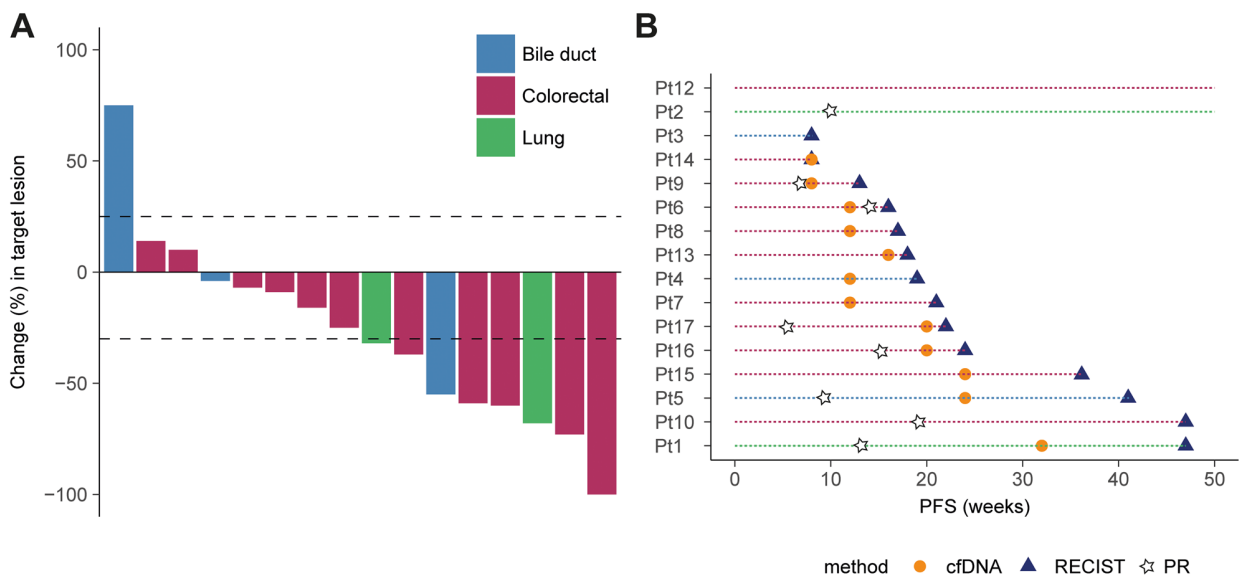 A
Change (%) in target lesion
100
50
0
−50
−100
Bile duct
Colorectal
Lung
B
Pt12
Pt2
Pt3
Pt14
Pt9
Pt6
Pt8
Pt13
Pt4
Pt7
Pt17
Pt16
Pt15
Pt5
Pt10
Pt1
0 10 20 30 40 50
PFS (weeks)
method cfDNA RECIST PR